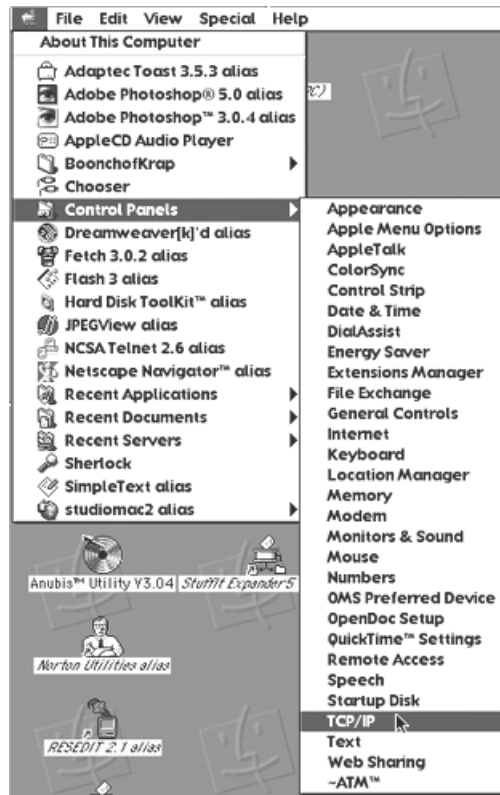 File Edit View Special Help
About This Computer
Adaptec Toast 3.5.3 alias
Adobe Photoshop® 5.0 alias
Adobe Photoshop™ 3.0.4 alias
AppleCD Audio Player
BoonchofKrap
Chooser
Control Panels
Dreamweaver[k]'d alias
Fetch 3.0.2 alias
Flash 3 alias
Hard Disk ToolKit™ alias
JPEGView alias
NCSA Telnet 2.6 alias
Netscape Navigator™ alias
Recent Applications
Recent Documents
Recent Servers
Sherlock
SimpleText alias
studiomac2 alias
Appearance
Apple Menu Options
AppleTalk
ColorSync
Control Strip
Date & Time
DialAssist
Energy Saver
Extensions Manager
File Exchange
General Controls
Internet
Keyboard
Location Manager
Memory
Modem
Monitors & Sound
Mouse
Numbers
OMS Preferred Device
OpenDoc Setup
QuickTime™ Settings
Remote Access
Speech
Startup Disk
TCP/IP
Text
Web Sharing
~ATM™
Anubis™ Utility V3.04
StuffIt Expander5
Norton Utilities alias
RESEDIT 2.1 alias